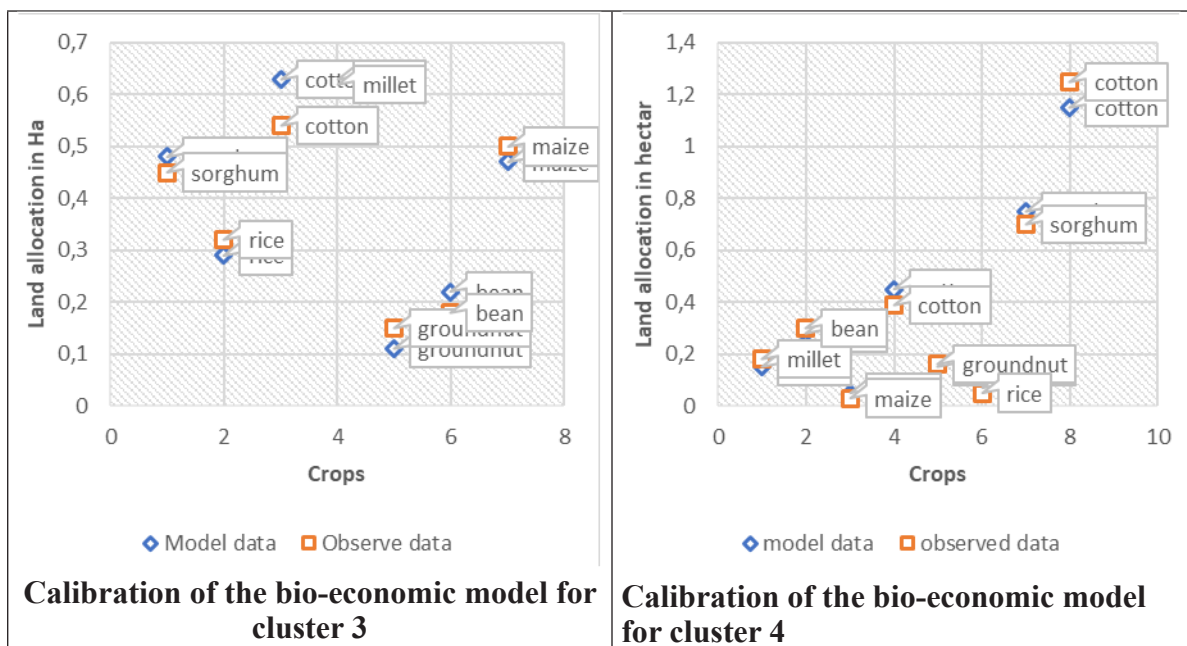 0,7
0,6
0,5
0,4
0,3
0,2
0,1
0
Land allocation in Ha
millet
cotton
sorghum
maize
maize
rice
rice
bean
bean
groundnut
groundnut
0 2 4 6 8
Crops
Model data Observe data
Calibration of the bio-economic model for
cluster 3
1,4
1,2
1
0,8
0,6
0,4
0,2
0
Land allocation in hectar
cotton
cotton
sorghum
cotton
bean
millet
groundnut
maize
rice
0 2 4 6 8 10
Crops
model data observed data
Calibration of the bio-economic model
for cluster 4